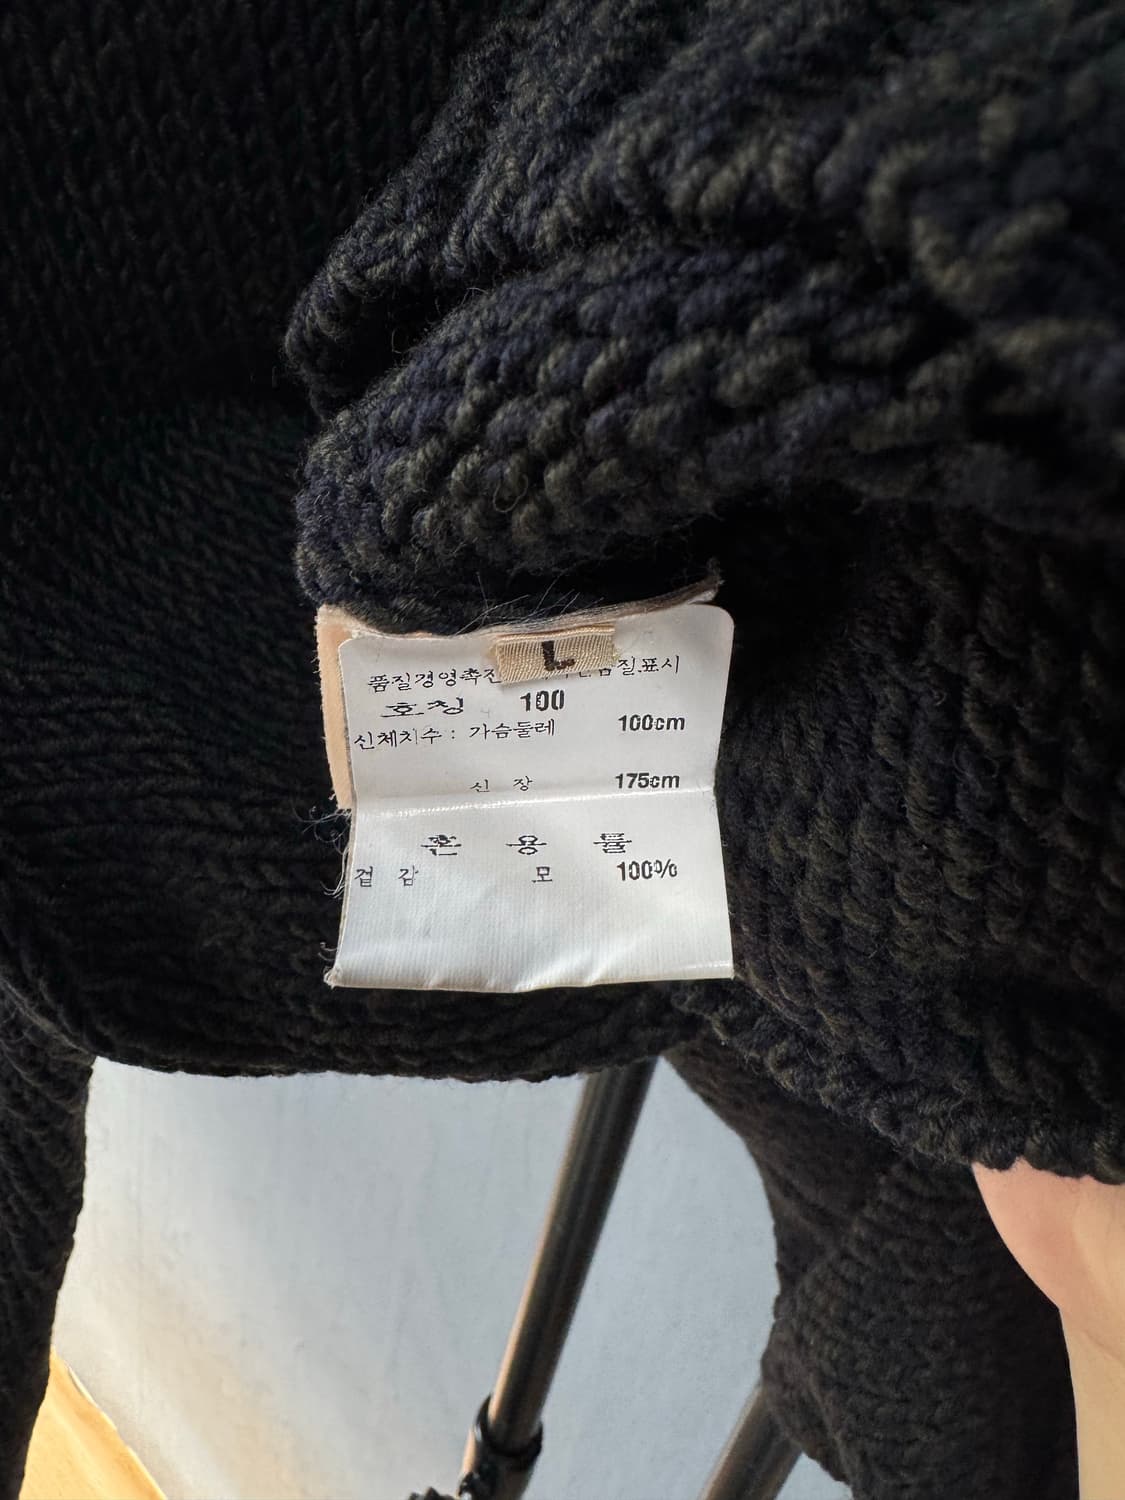 L
품질경영촉진 질표시
호칭 100
신체치수 : 가슴둘레 100cm
신 장 175cm
혼 용 률
겉 감 모 100%